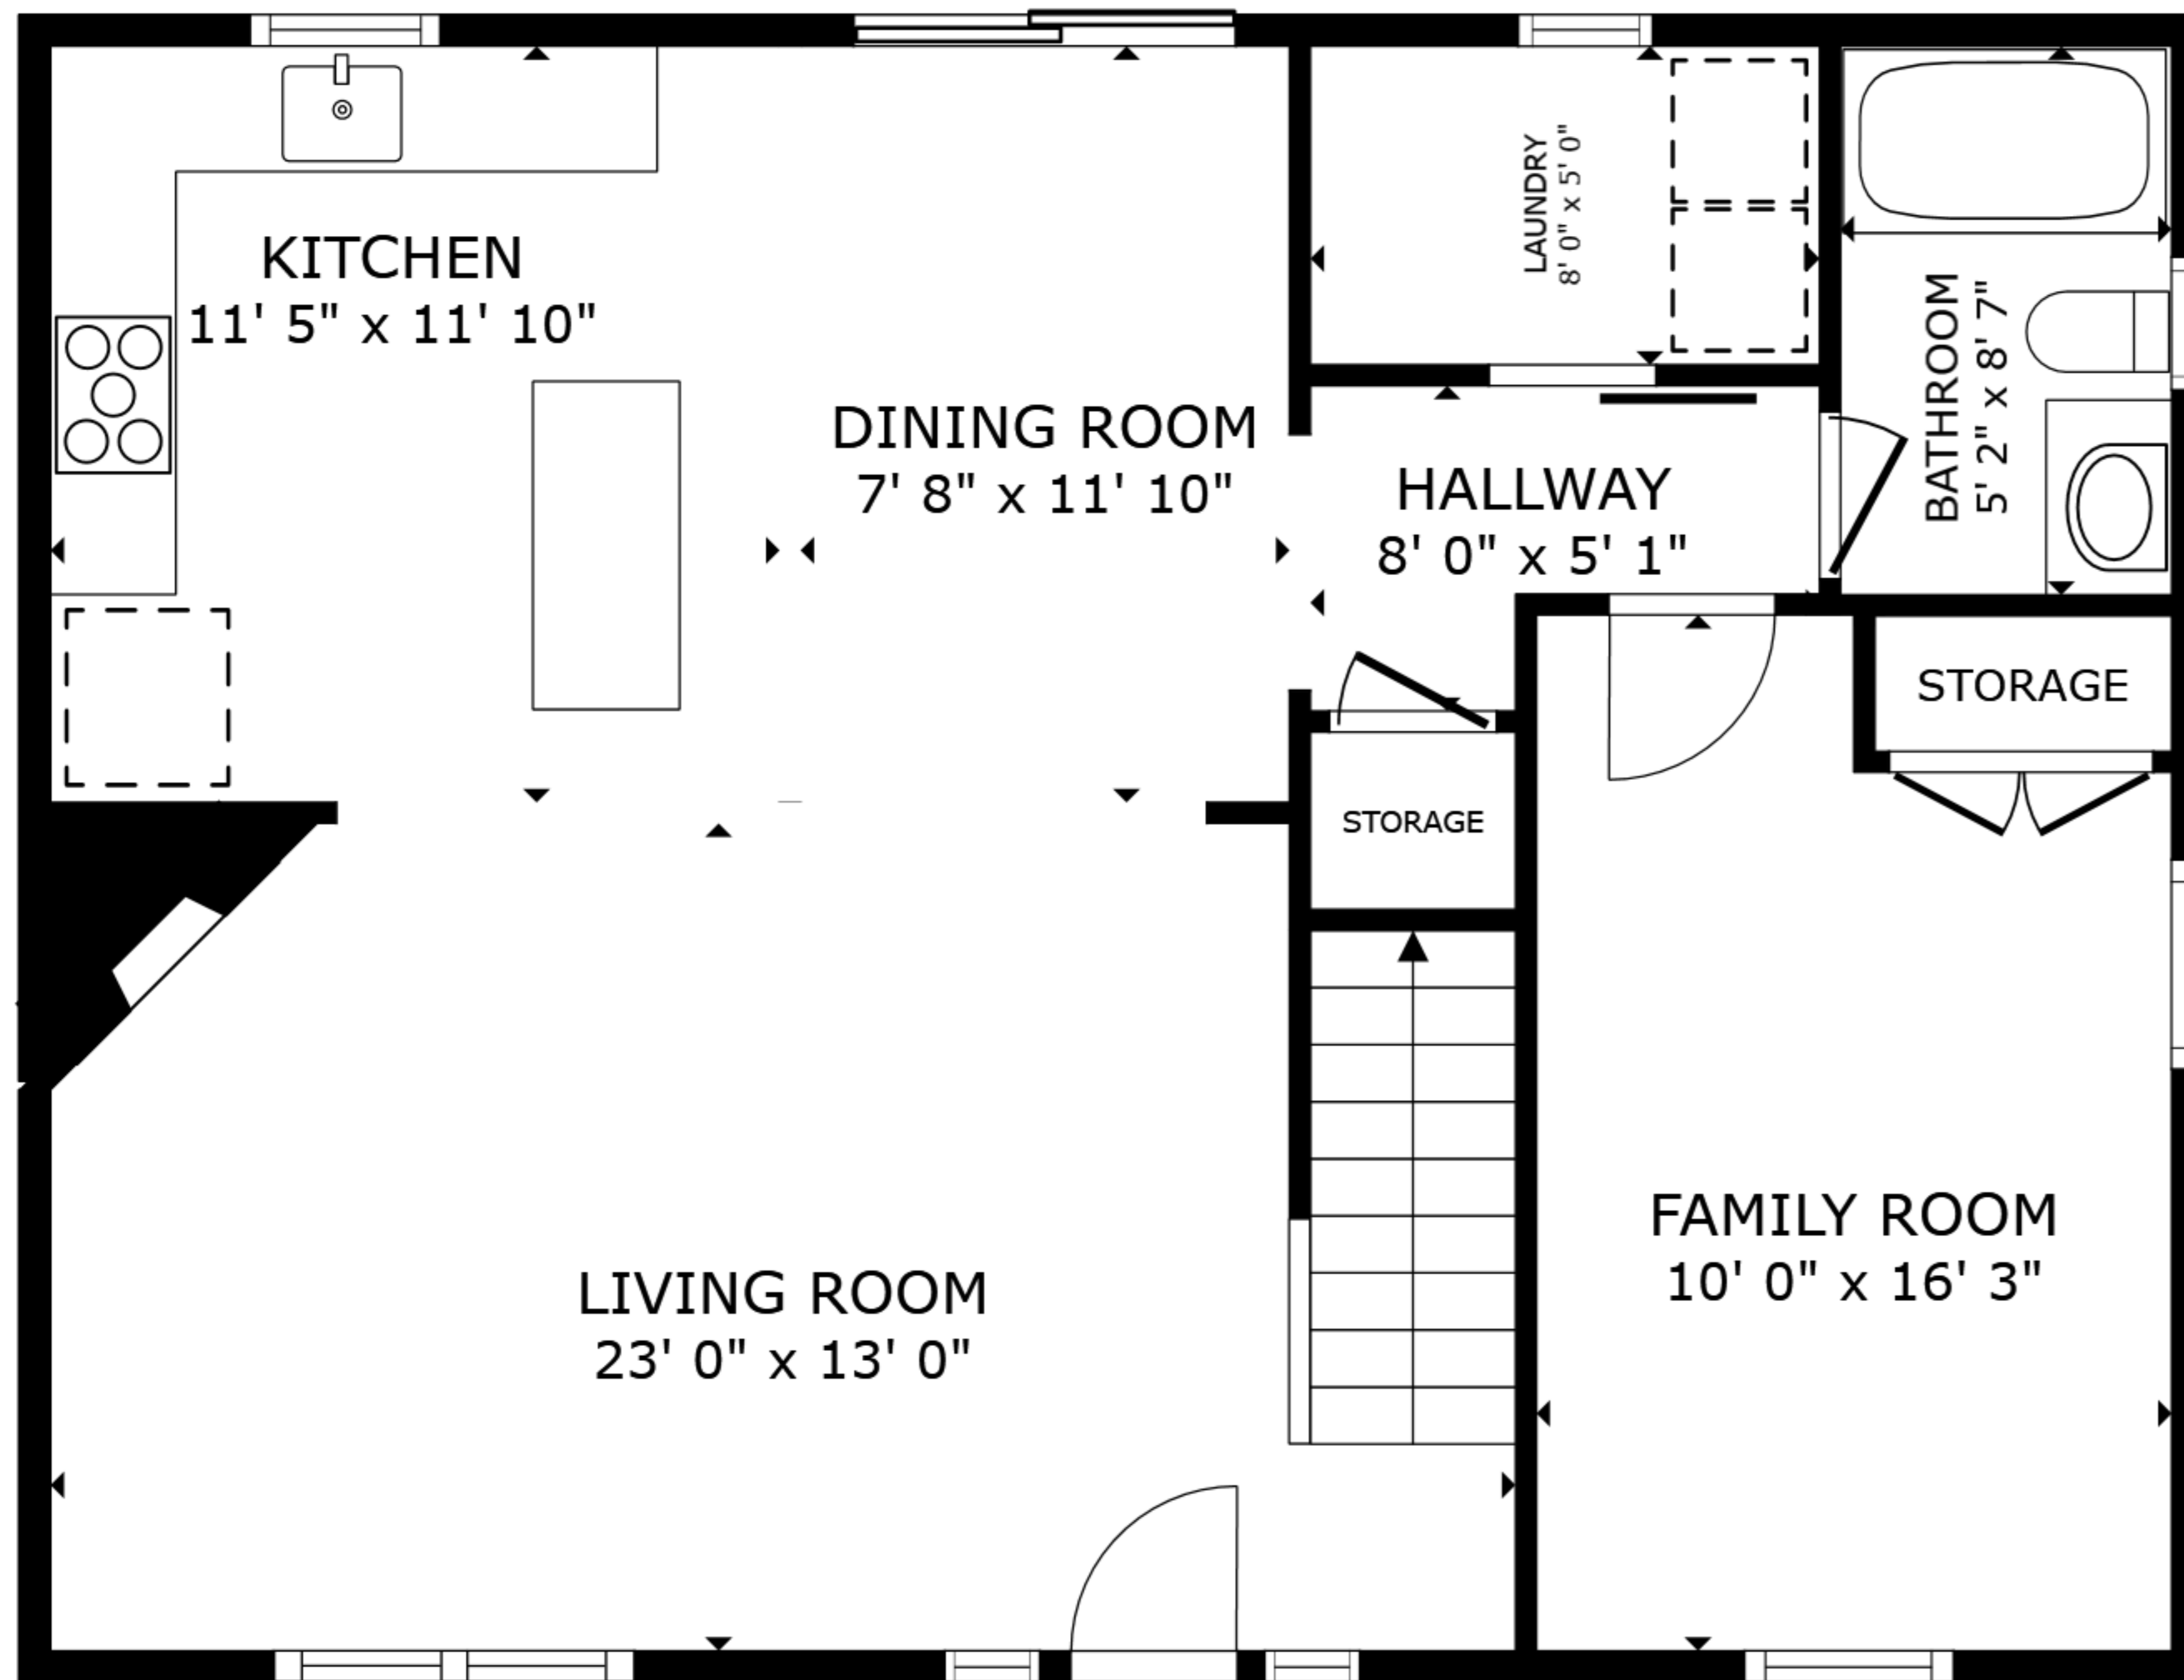 KITCHEN
11' 5" x 11' 10"
DINING ROOM
7' 8" x 11' 10"
LAUNDRY
8' 0" x 5' 0"
BATHROOM
5' 2" x 8' 7"
HALLWAY
8' 0" x 5' 1"
STORAGE
STORAGE
LIVING ROOM
23' 0" x 13' 0"
FAMILY ROOM
10' 0" x 16' 3"